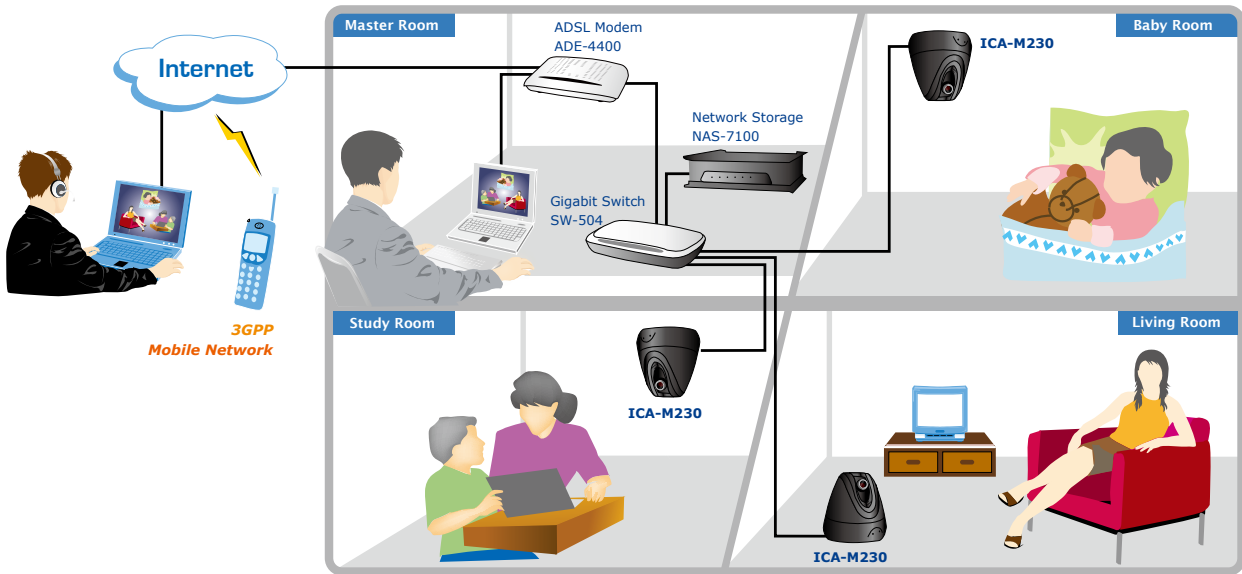 Master Room
ADSL Modem
ADE-4400
Baby Room
ICA-M230
Internet
Network Storage
NAS-7100
Gigabit Switch
SW-504
3GPP
Mobile Network
Study Room
Living Room
ICA-M230
ICA-M230